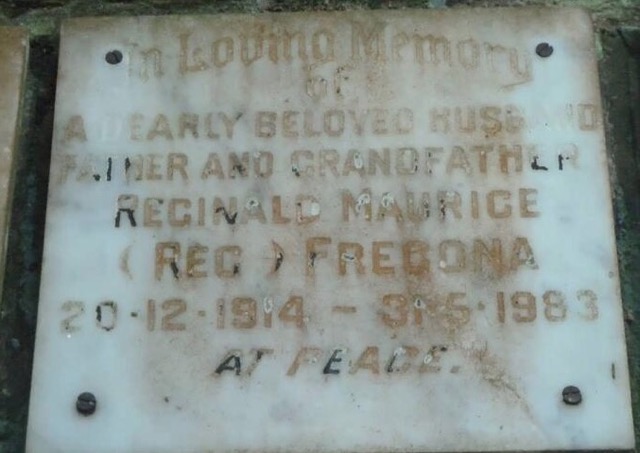 In Loving Memory
of
A DEARLY BELOVED HUSBAND
FATHER AND GRANDFATHER
REGINALD MAURICE
(REG) FREGONA
20·12·1914 – 31·5·1983
AT PEACE.